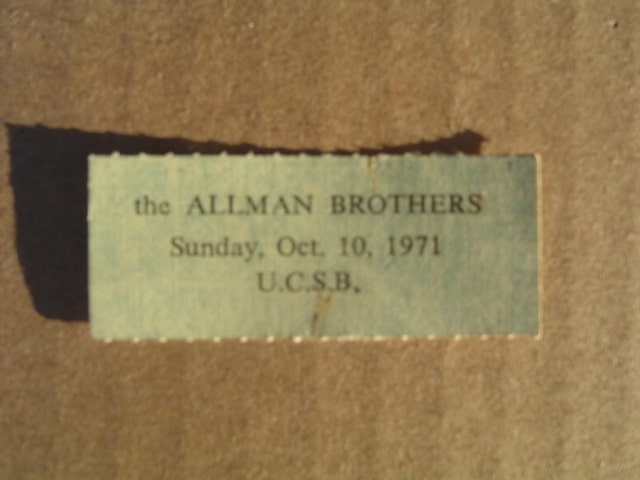 the ALLMAN BROTHERS
Sunday, Oct. 10, 1971
U.C.S.B.